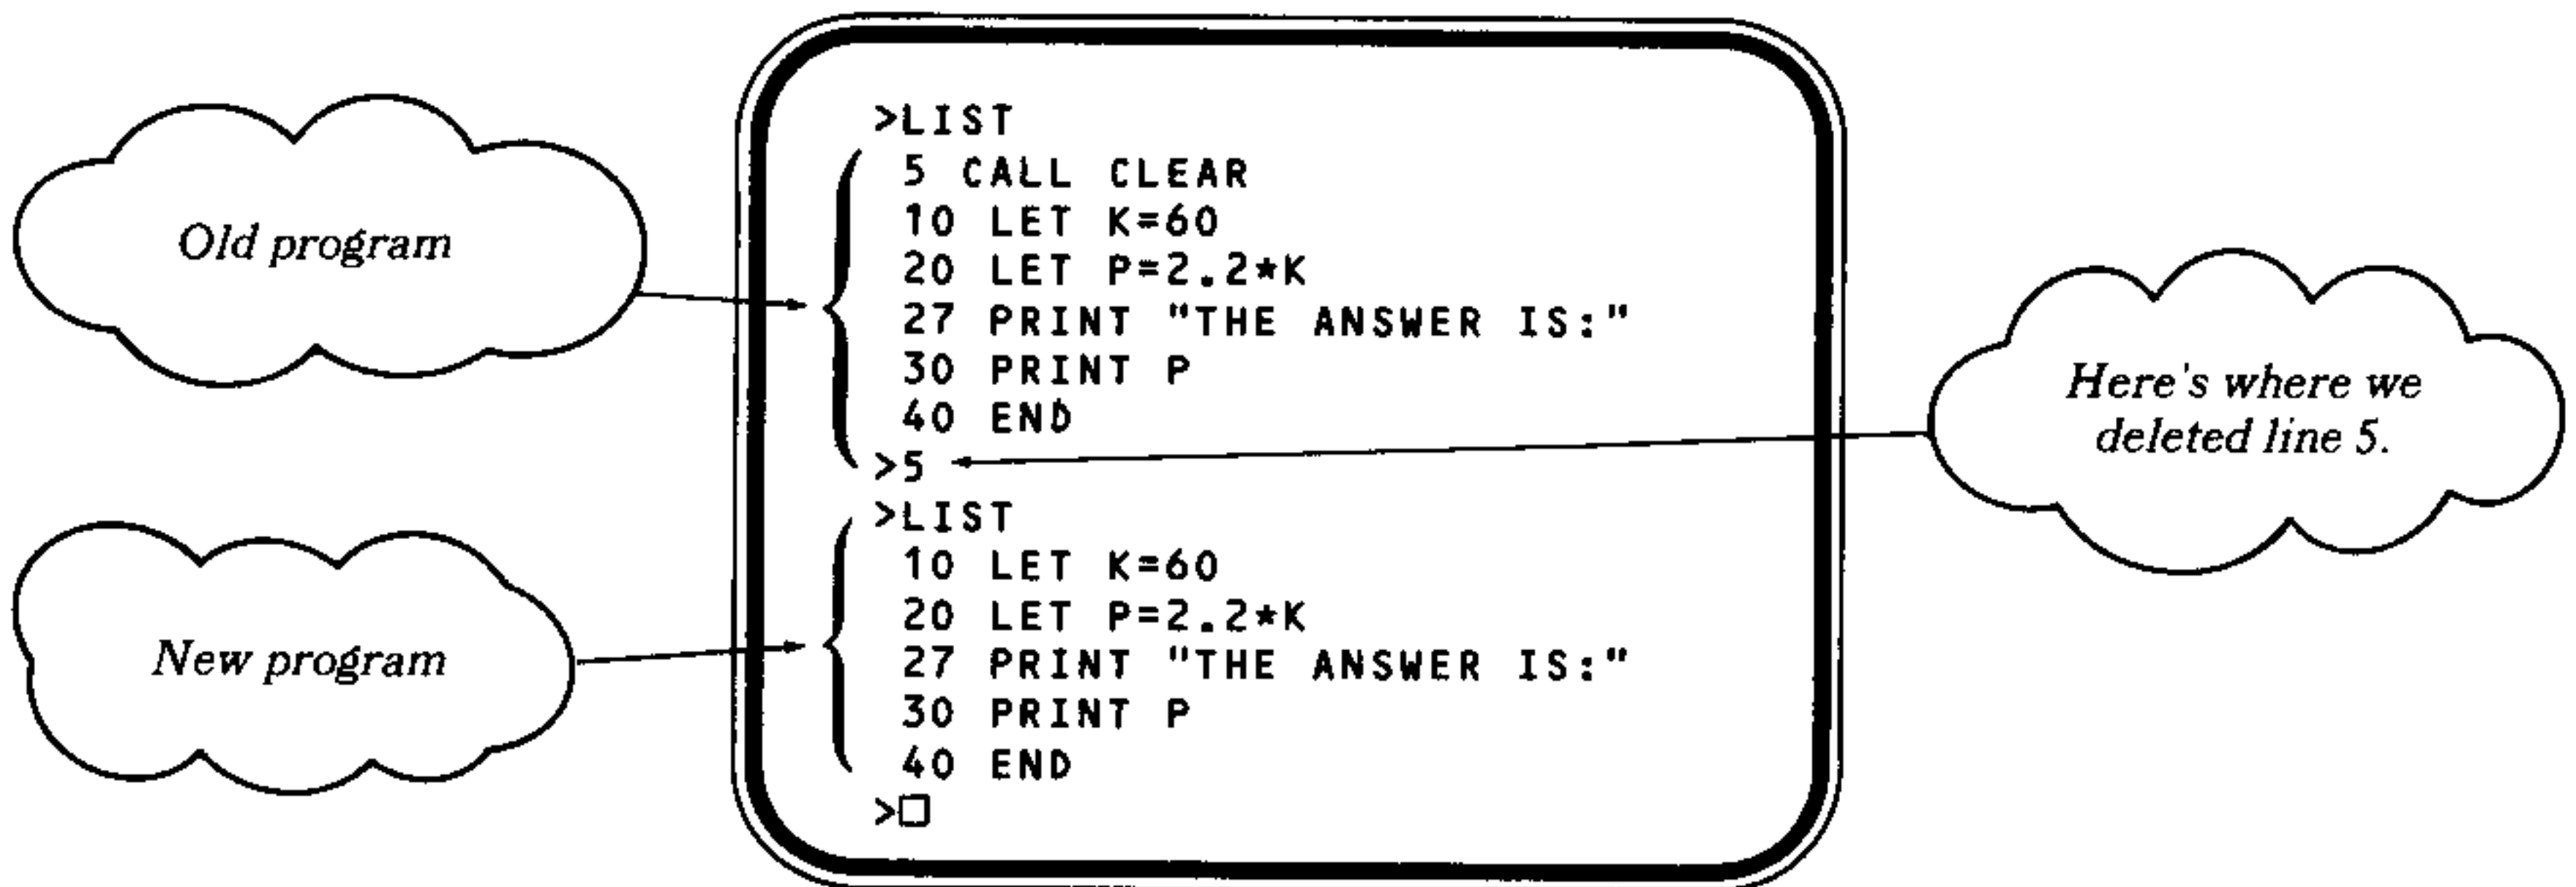 >LIST
5 CALL CLEAR
10 LET K=60
20 LET P=2.2*K
27 PRINT "THE ANSWER IS:"
30 PRINT P
40 END
>5
>LIST
10 LET K=60
20 LET P=2.2*K
27 PRINT "THE ANSWER IS:"
30 PRINT P
40 END
>
Old program
New program
Here's where we
deleted line 5.